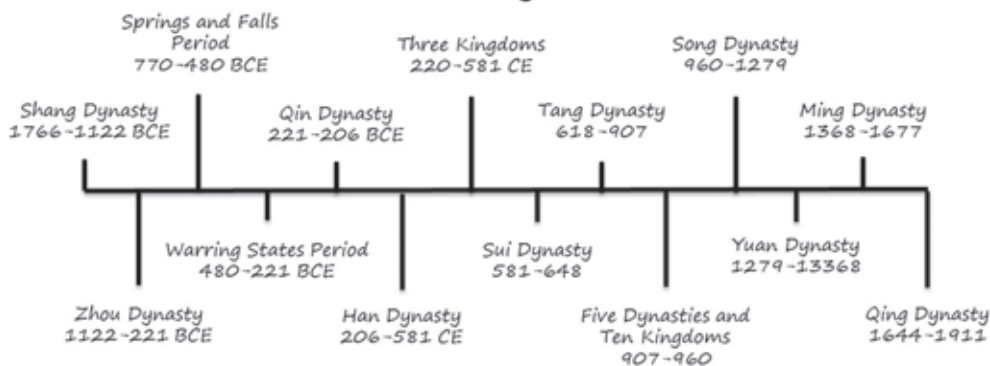 Springs and Falls
Period
770-480 BCE
Three Kingdoms
220-581 CE
Song Dynasty
960-1279
Shang Dynasty
1766-1122 BCE
Qin Dynasty
221-206 BCE
Tang Dynasty
618-907
Ming Dynasty
1368-1677
Warring States Period
480-221 BCE
Sui Dynasty
581-648
Yuan Dynasty
1279-13368
Zhou Dynasty
1122-221 BCE
Han Dynasty
206-581 CE
Five Dynasties and
Ten Kingdoms
907-960
Qing Dynasty
1644-1911